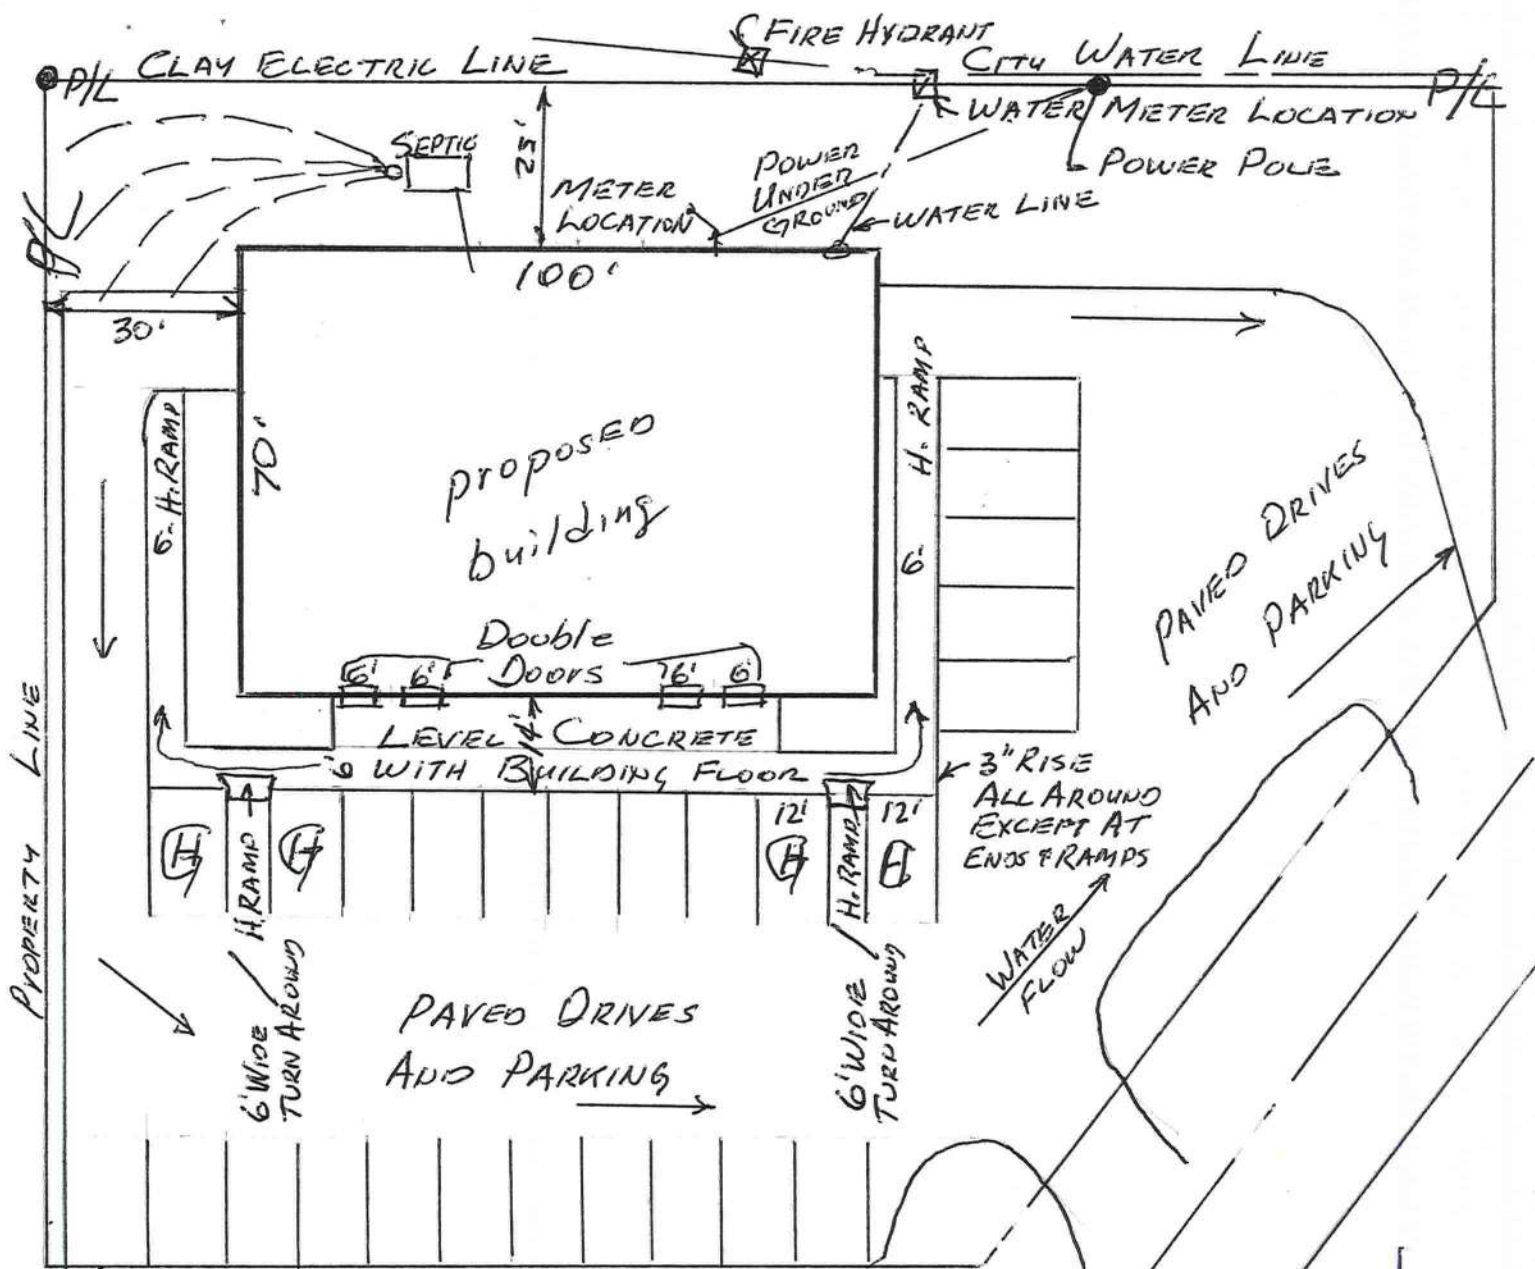 FIRE HYDRANT
CLAY ELECTRIC LINE
CITY WATER LINE
P/L
P/L
WATER METER LOCATION
POWER POLE
SEPTIC
25'
METER
LOCATION
POWER
UNDER
GROUND
WATER LINE
100'
30'
6' H. RAMP
70'
proposed
building
H. RAMP
6'
PAVED DRIVES
AND PARKING
Double
Doors
6'
6'
6'
6'
14'
LEVEL CONCRETE
6' WITH BUILDING FLOOR
3" RISE
ALL AROUND
EXCEPT AT
ENDS & RAMPS
PROPERTY LINE
H
H. RAMP
H
12'
H
H. RAMP
12'
H
WATER
FLOW
6' WIDE
TURN AROUND
PAVED DRIVES
AND PARKING
6' WIDE
TURN AROUND